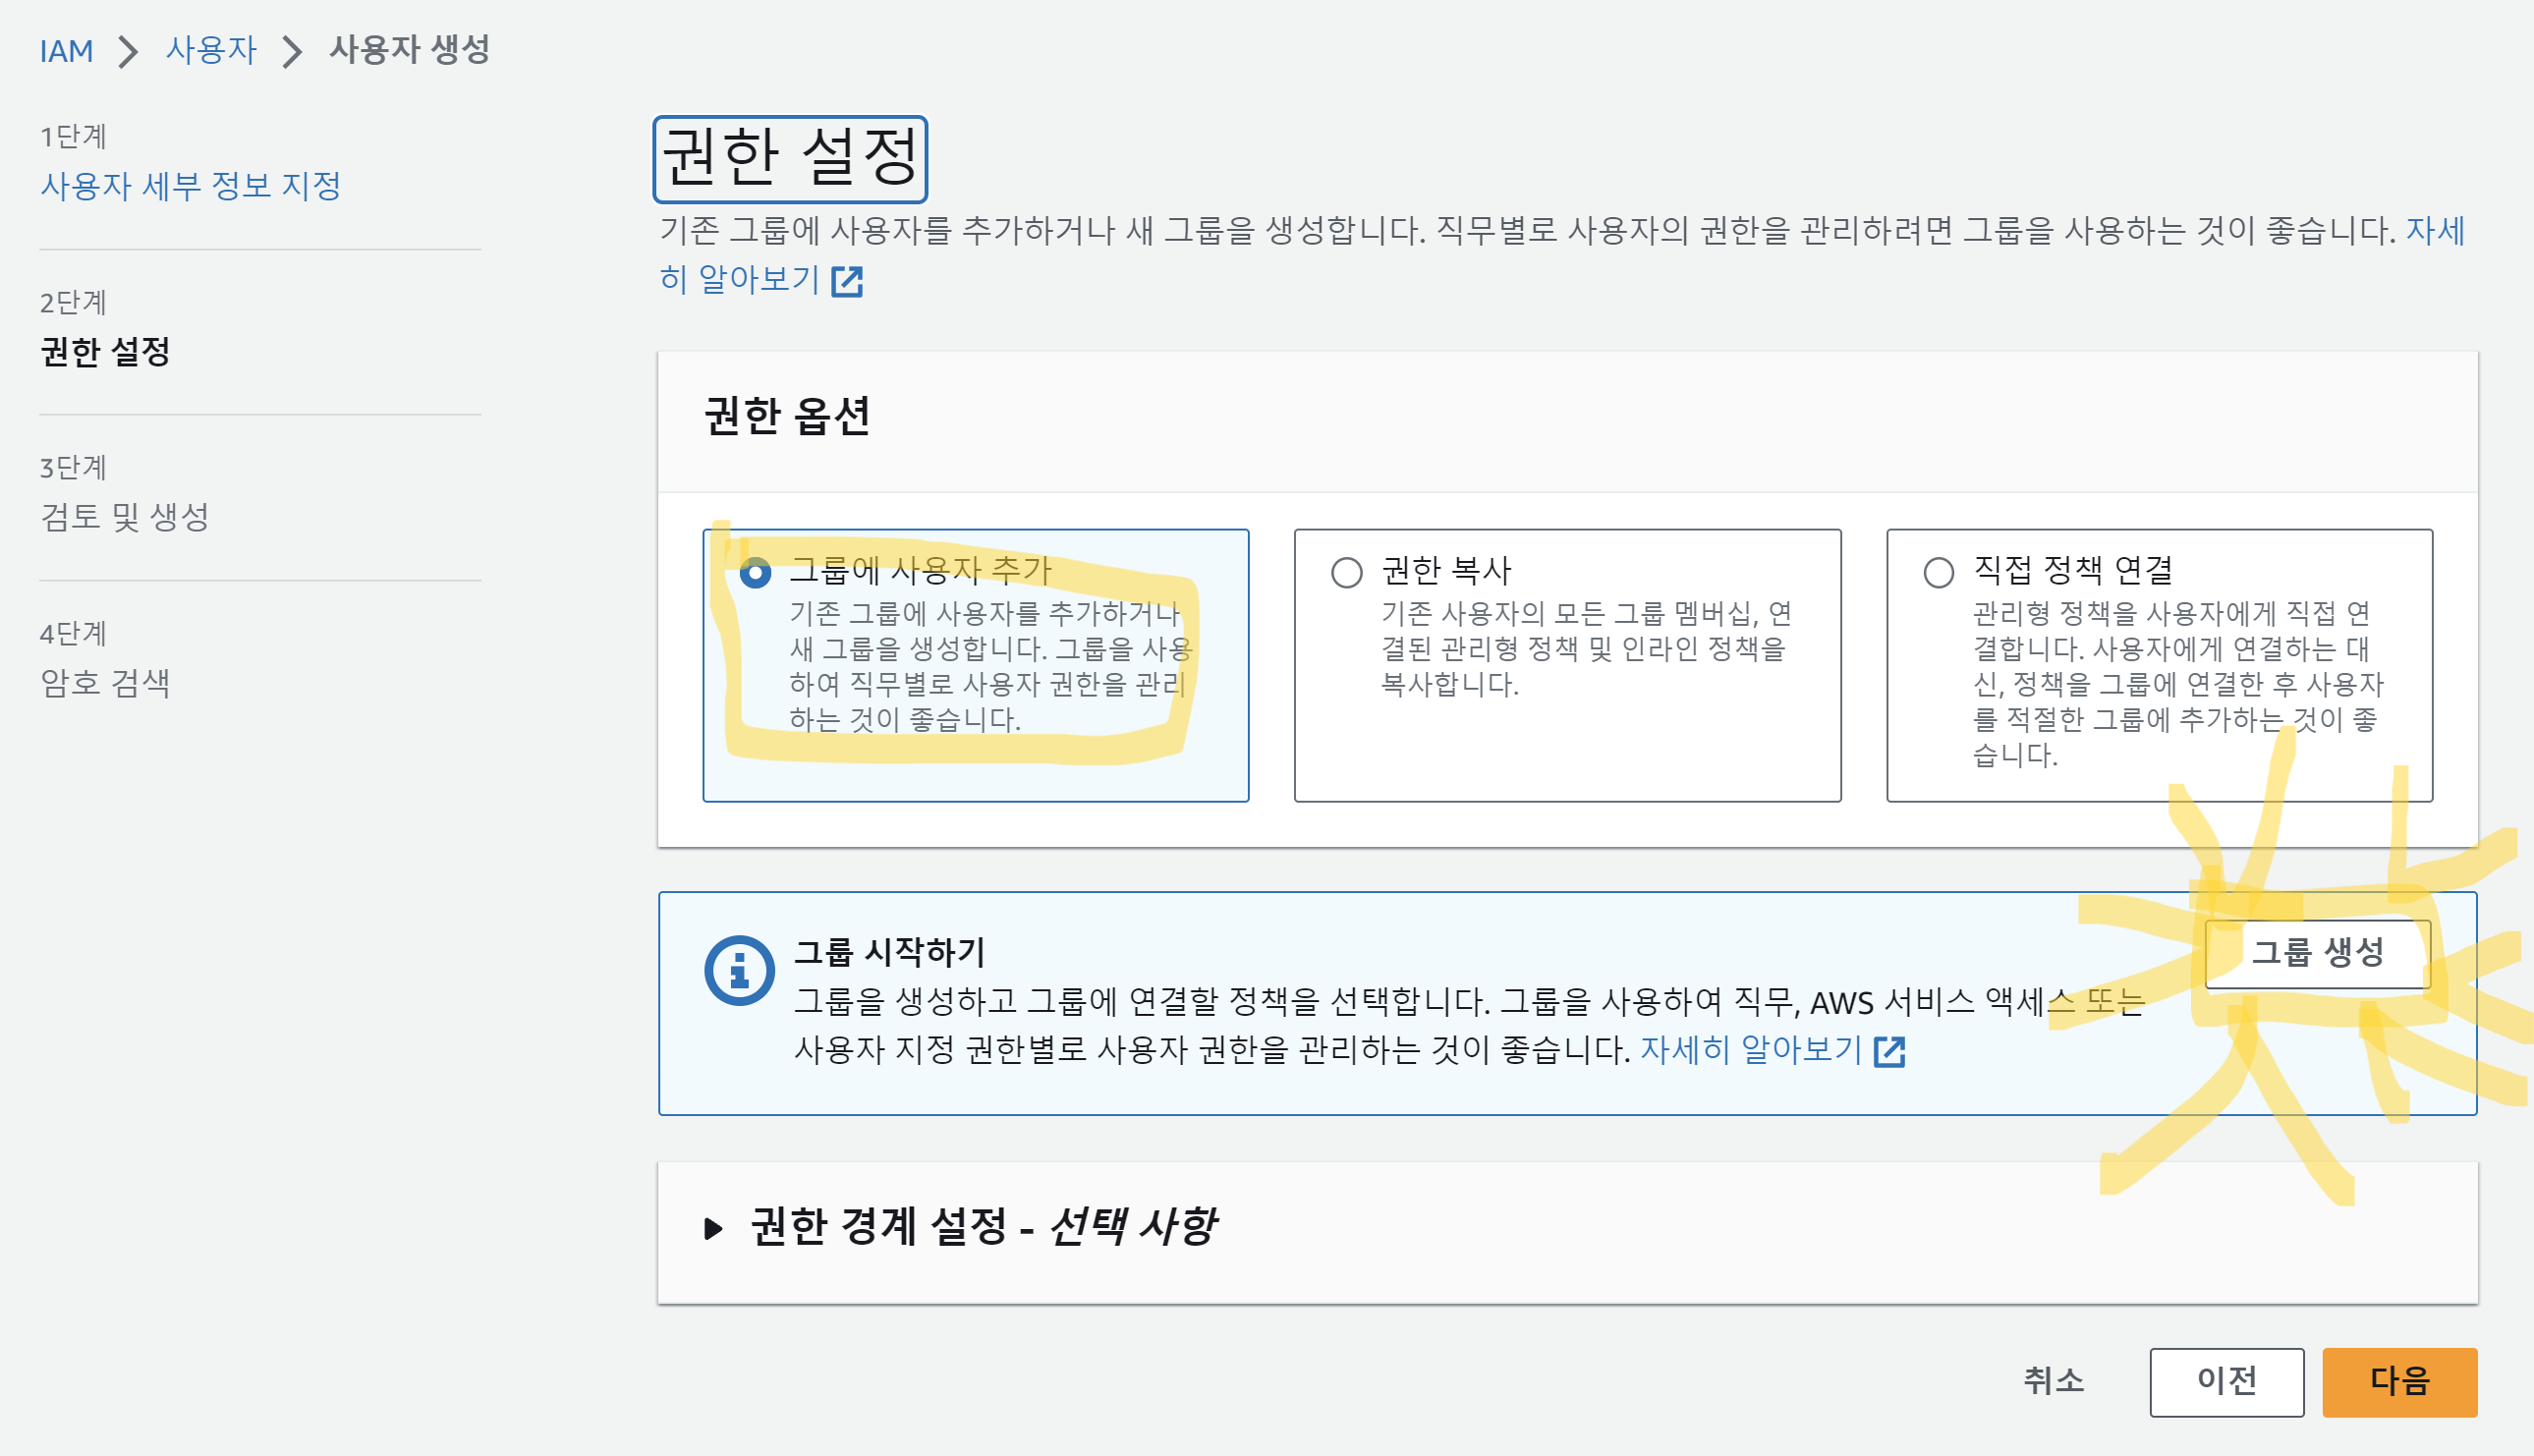 IAM > 사용자 > 사용자 생성
1단계
사용자 세부 정보 지정
2단계
권한 설정
3단계
검토 및 생성
4단계
암호 검색
권한 설정
기존 그룹에 사용자를 추가하거나 새 그룹을 생성합니다. 직무별로 사용자의 권한을 관리하려면 그룹을 사용하는 것이 좋습니다. 자세
히 알아보기
권한 옵션
그룹에 사용자 추가
기존 그룹에 사용자를 추가하거나
새 그룹을 생성합니다. 그룹을 사용
하여 직무별로 사용자 권한을 관리
하는 것이 좋습니다.
권한 복사
기존 사용자의 모든 그룹 멤버십, 연
결된 관리형 정책 및 인라인 정책을
복사합니다.
직접 정책 연결
관리형 정책을 사용자에게 직접 연
결합니다. 사용자에게 연결하는 대
신, 정책을 그룹에 연결한 후 사용자
를 적절한 그룹에 추가하는 것이 좋
습니다.
그룹 시작하기
그룹을 생성하고 그룹에 연결할 정책을 선택합니다. 그룹을 사용하여 직무, AWS 서비스 액세스 또는
사용자 지정 권한별로 사용자 권한을 관리하는 것이 좋습니다. 자세히 알아보기
그룹 생성
권한 경계 설정 - 선택 사항
취소
이전
다음